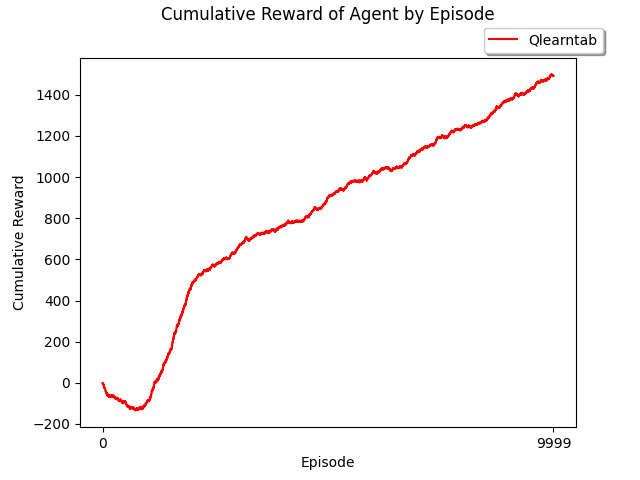 Cumulative Reward of Agent by Episode
Qlearntab
1400
1200
1000
800
600
400
200
0
−200
Cumulative Reward
0
9999
Episode